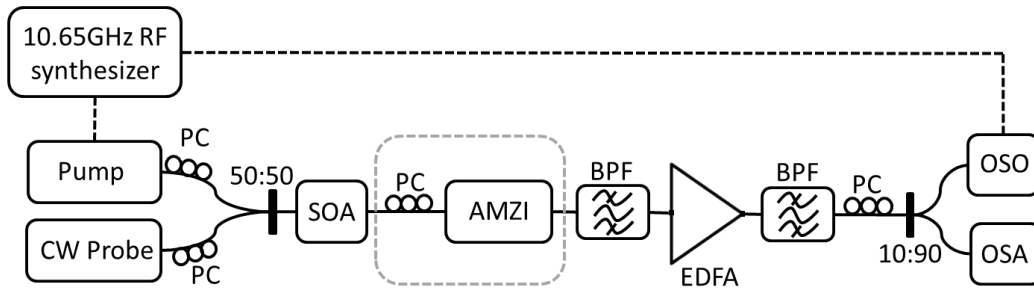 10.65GHz RF
synthesizer
PC
Pump
50:50
CW Probe
PC
SOA
PC
AMZI
BPF
EDFA
BPF
PC
10:90
OSO
OSA